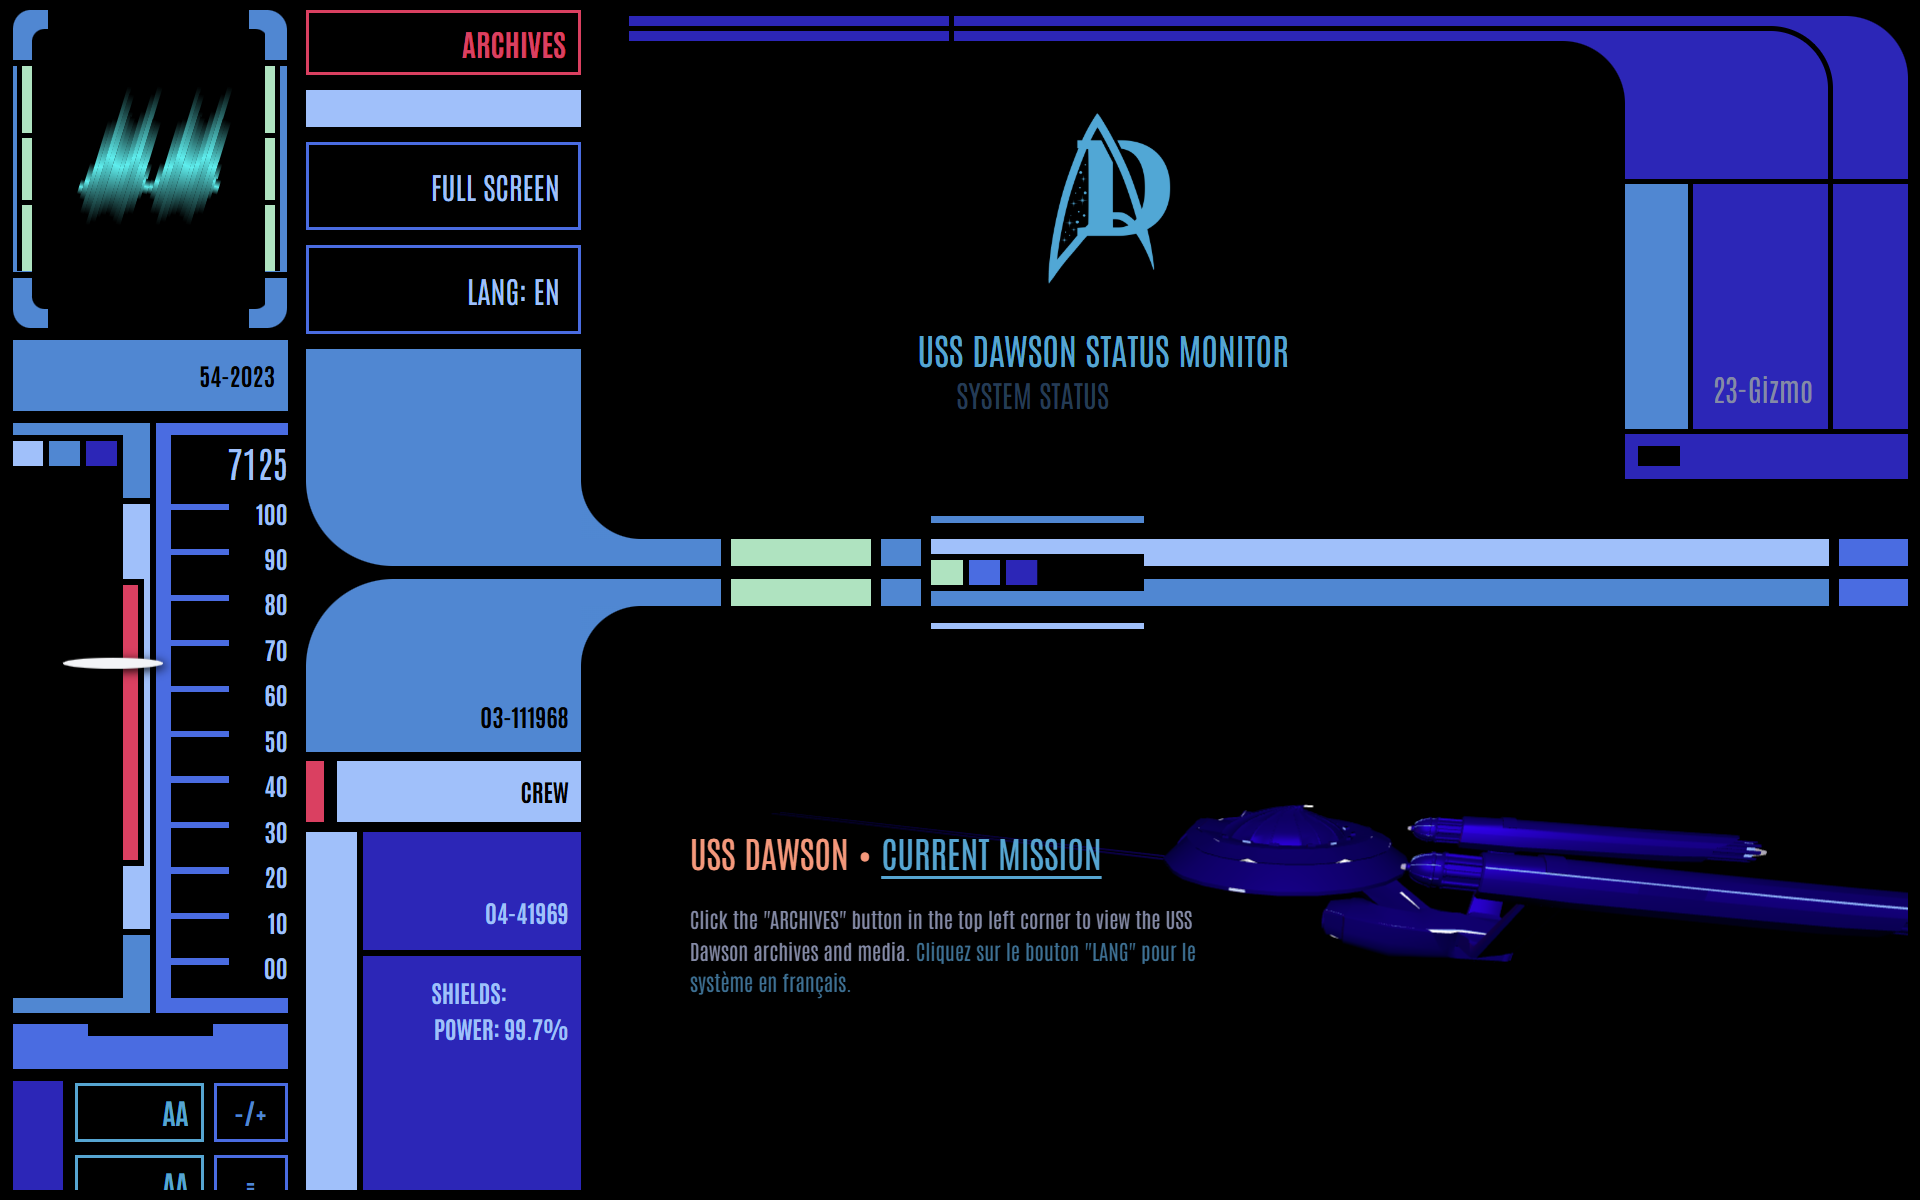 ARCHIVES
FULL SCREEN
LANG: EN
54-2023
7125
100
90
80
70
60
50
40
30
20
10
00
AA
-/+
AA
=
03-111968
CREW
04-41969
SHIELDS:
POWER: 99.7%
D
USS DAWSON STATUS MONITOR
SYSTEM STATUS
23-Gizmo
USS DAWSON • CURRENT MISSION
Click the "ARCHIVES" button in the top left corner to view the USS
Dawson archives and media. Cliquez sur le bouton "LANG" pour le
système en français.